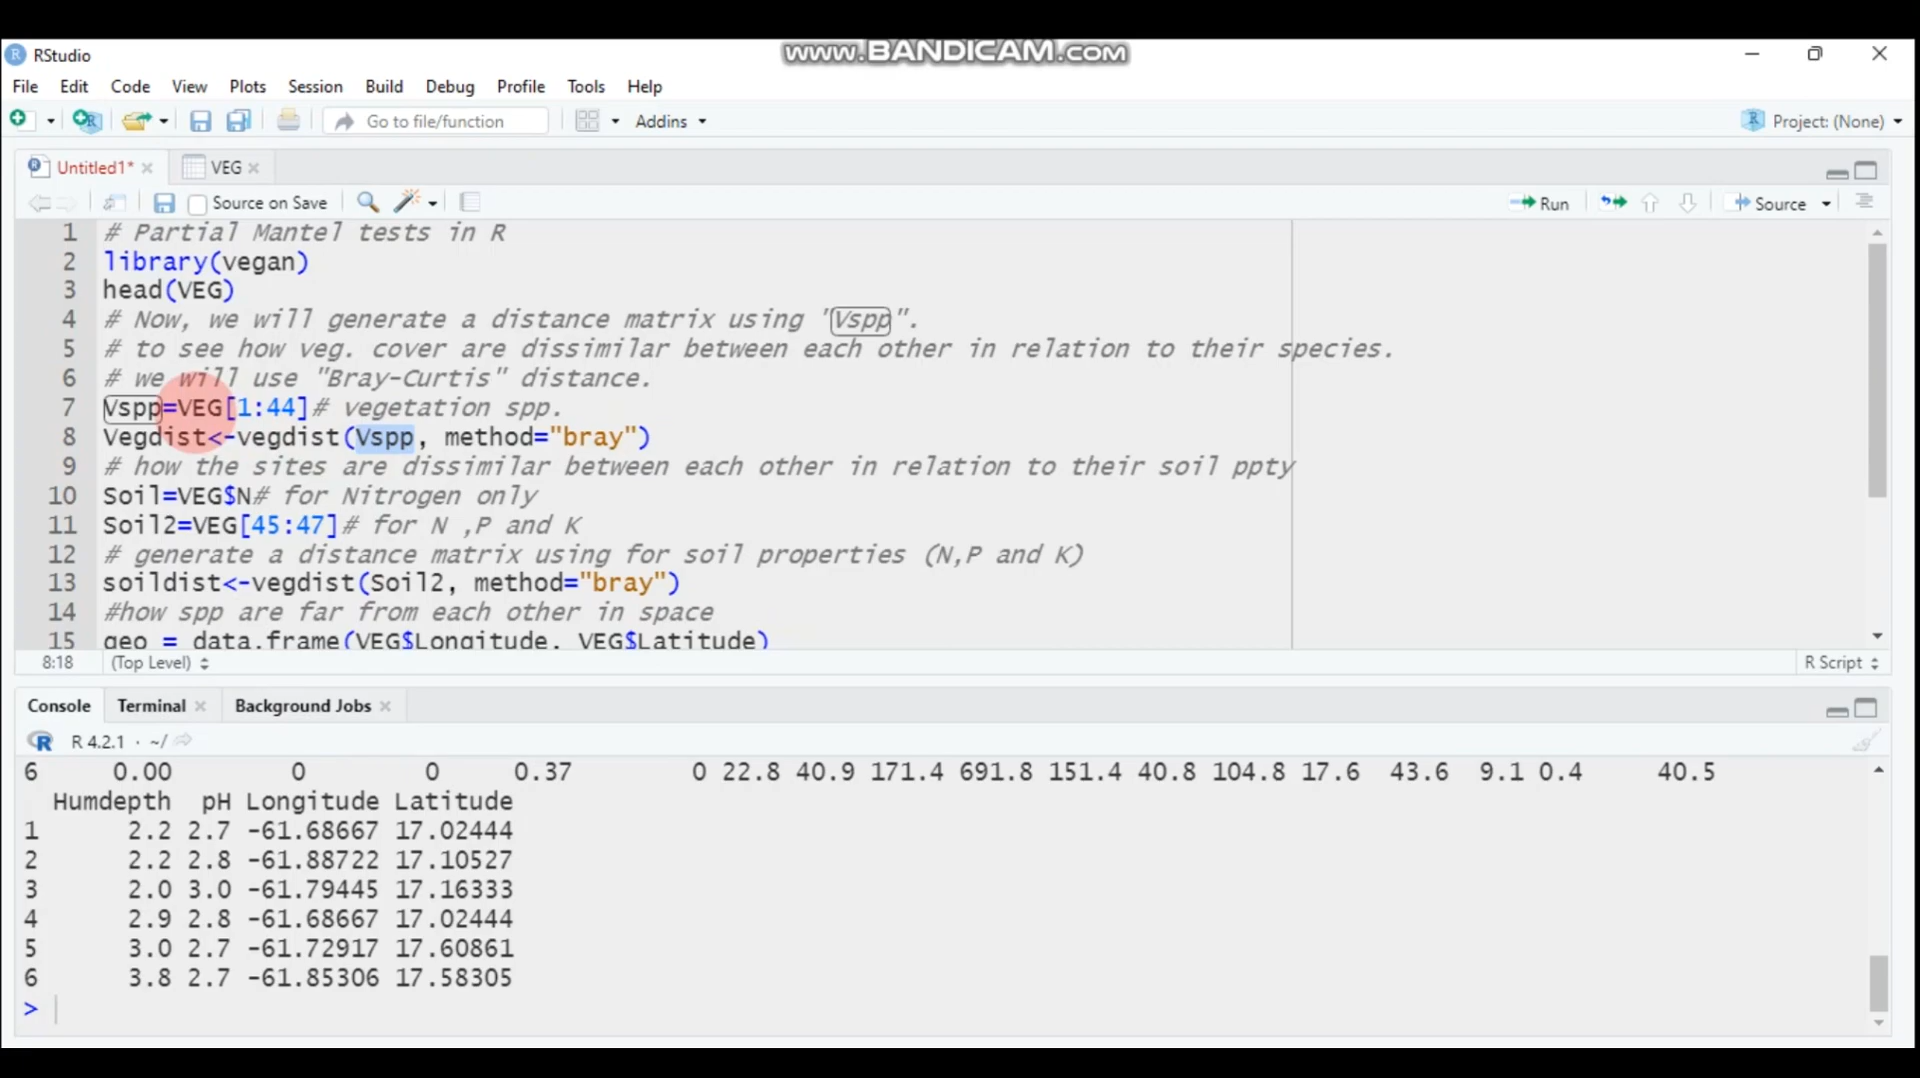 www.BANDICAM.com
RStudio
File Edit Code View Plots Session Build Debug Profile Tools Help
Go to file/function Addins Project: (None)
Untitled1* VEG
Source on Save Run Source
1 # Partial Mantel tests in R
2 library(vegan)
3 head(VEG)
4 # Now, we will generate a distance matrix using "Vspp".
5 # to see how veg. cover are dissimilar between each other in relation to their species.
6 # we will use "Bray-Curtis" distance.
7 Vspp=VEG[1:44]# vegetation spp.
8 Vegdist<-vegdist(Vspp, method="bray")
9 # how the sites are dissimilar between each other in relation to their soil ppty
10 Soil=VEG$N# for Nitrogen only
11 Soil2=VEG[45:47]# for N ,P and K
12 # generate a distance matrix using for soil properties (N,P and K)
13 soildist<-vegdist(Soil2, method="bray")
14 #how spp are far from each other in space
15 geo = data.frame(VEG$Longitude, VEG$Latitude)
8:18 (Top Level) R Script
Console Terminal Background Jobs
R 4.2.1 · ~/
6 0.00 0 0 0.37 0 22.8 40.9 171.4 691.8 151.4 40.8 104.8 17.6 43.6 9.1 0.4 40.5
Humdepth pH Longitude Latitude
1 2.2 2.7 -61.68667 17.02444
2 2.2 2.8 -61.88722 17.10527
3 2.0 3.0 -61.79445 17.16333
4 2.9 2.8 -61.68667 17.02444
5 3.0 2.7 -61.72917 17.60861
6 3.8 2.7 -61.85306 17.58305
>